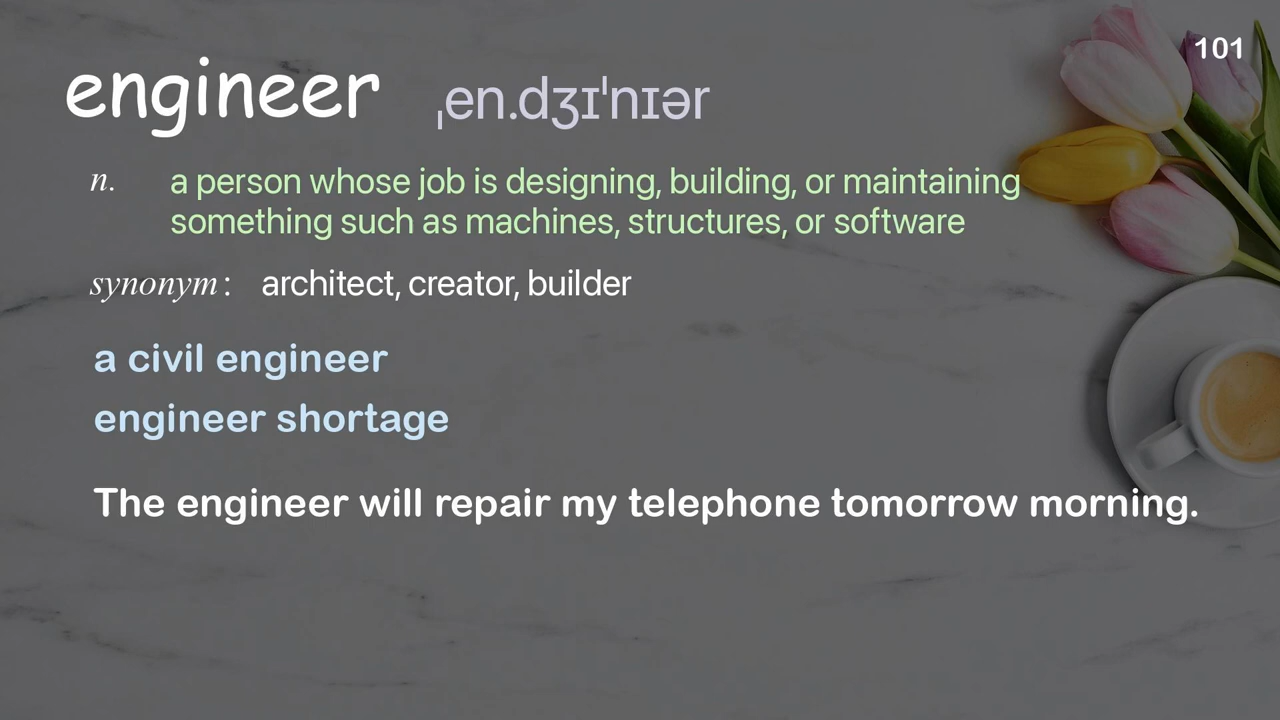 101
engineer ˌen.dʒɪˈnɪər
n. a person whose job is designing, building, or maintaining
something such as machines, structures, or software
synonym: architect, creator, builder
a civil engineer
engineer shortage
The engineer will repair my telephone tomorrow morning.